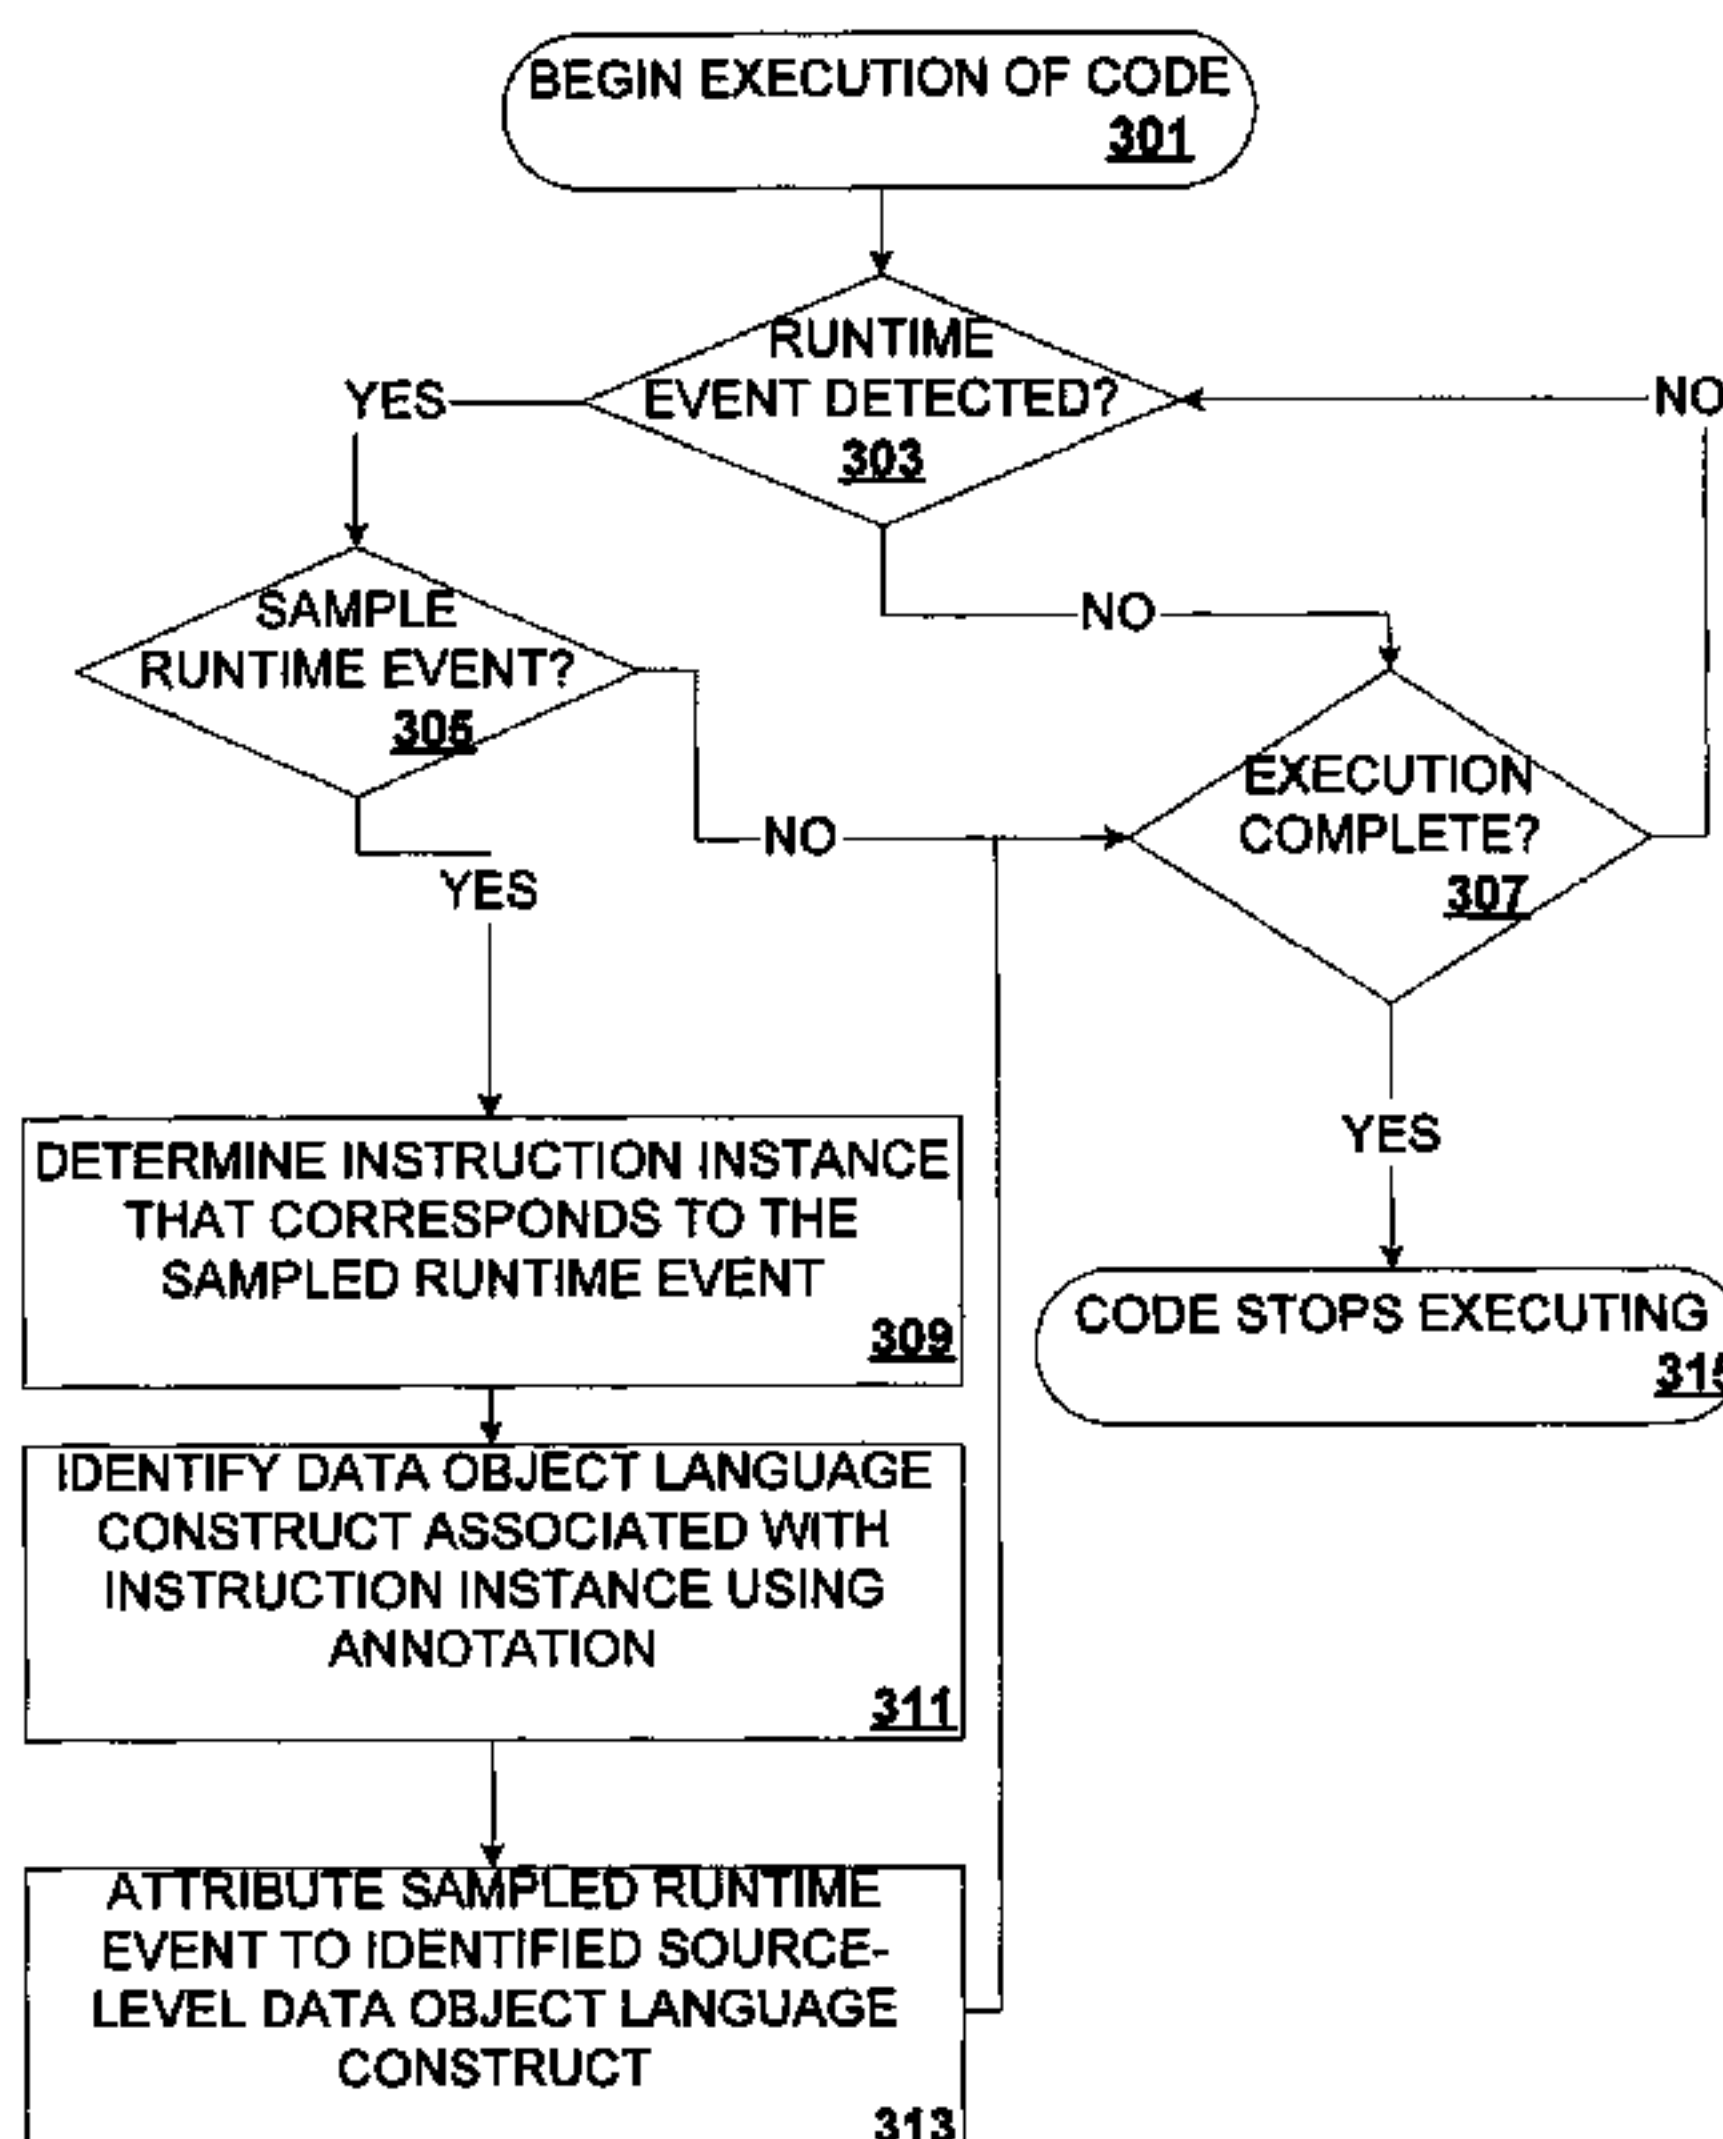 BEGIN EXECUTION OF CODE
301
RUNTIME
EVENT DETECTED?
303
YES
NO
SAMPLE
RUNTIME EVENT?
305
NO
EXECUTION
COMPLETE?
307
NO
YES
YES
DETERMINE INSTRUCTION INSTANCE
THAT CORRESPONDS TO THE
SAMPLED RUNTIME EVENT
309
CODE STOPS EXECUTING
315
IDENTIFY DATA OBJECT LANGUAGE
CONSTRUCT ASSOCIATED WITH
INSTRUCTION INSTANCE USING
ANNOTATION
311
ATTRIBUTE SAMPLED RUNTIME
EVENT TO IDENTIFIED SOURCE-
LEVEL DATA OBJECT LANGUAGE
CONSTRUCT
313